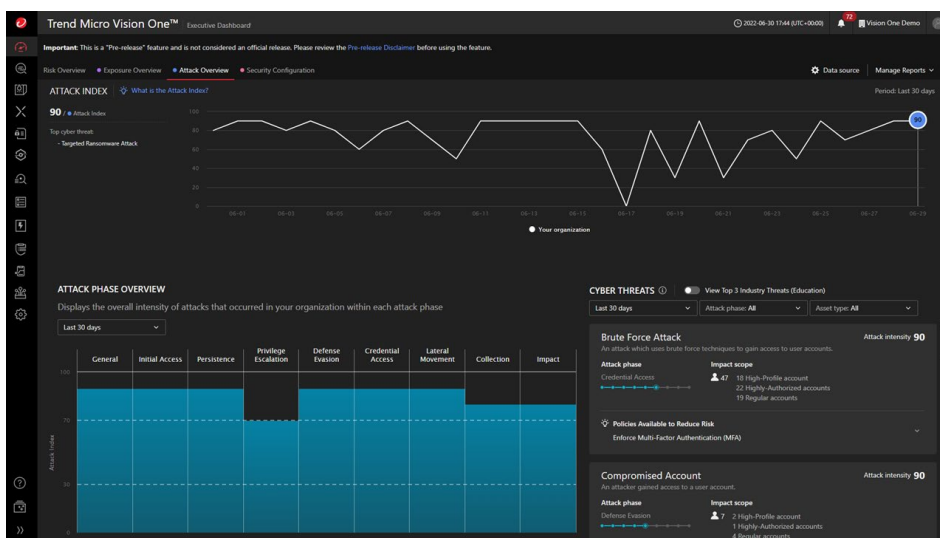 Trend Micro Vision One™ Executive Dashboard
2022-06-30 17:44 (UTC+00:00)
72
Vision One Demo
Important: This is a "Pre-release" feature and is not considered an official release. Please review the Pre-release Disclaimer before using the feature.
Risk Overview Exposure Overview Attack Overview Security Configuration
Data source Manage Reports
ATTACK INDEX What is the Attack Index?
Period: Last 30 days
90 / Attack Index
Top cyber threat:
- Targeted Ransomware Attack
100
80
60
40
20
0
90
06-01 06-03 06-05 06-07 06-09 06-11 06-13 06-15 06-17 06-19 06-21 06-23 06-25 06-27 06-29
Your organization
ATTACK PHASE OVERVIEW
Displays the overall intensity of attacks that occurred in your organization within each attack phase
Last 30 days
General Initial Access Persistence Privilege Escalation Defense Evasion Credential Access Lateral Movement Collection Impact
100
70
30
0
Attack Index
CYBER THREATS View Top 3 Industry Threats (Education)
Last 30 days Attack phase: All Asset type: All
Brute Force Attack Attack intensity 90
An attack which uses brute force techniques to gain access to user accounts.
Attack phase Impact scope
Credential Access 47 18 High-Profile account
22 Highly-Authorized accounts
19 Regular accounts
Policies Available to Reduce Risk
Enforce Multi-Factor Authentication (MFA)
Compromised Account Attack intensity 90
An attacker gained access to a user account.
Attack phase Impact scope
Defense Evasion 7 2 High-Profile account
1 Highly-Authorized accounts
4 Regular accounts